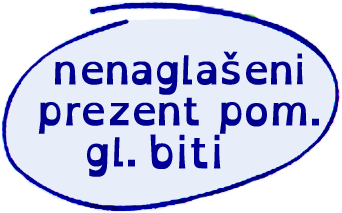 nenaglašeni
prezent pom.
gl. biti